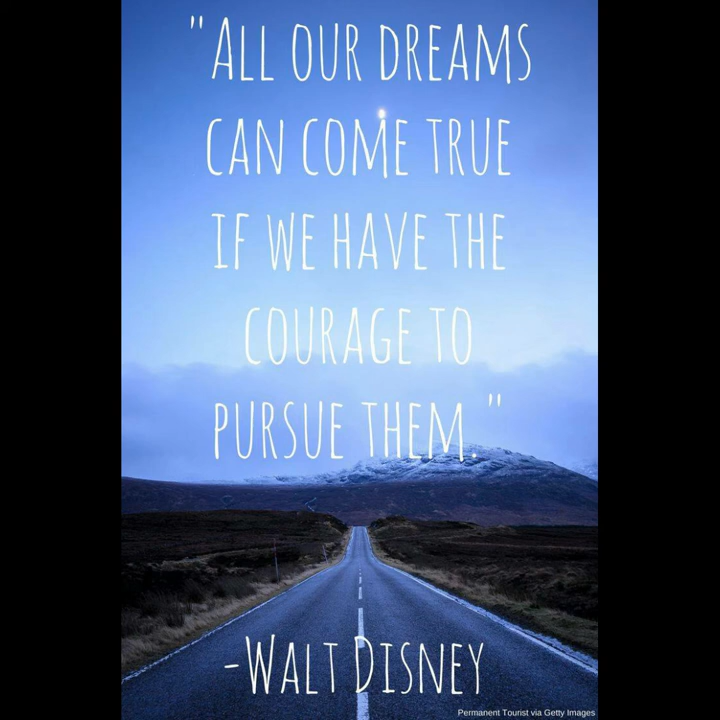 "All our dreams
can come true
if we have the
courage to
pursue them."
-Walt Disney
Permanent Tourist via Getty Images